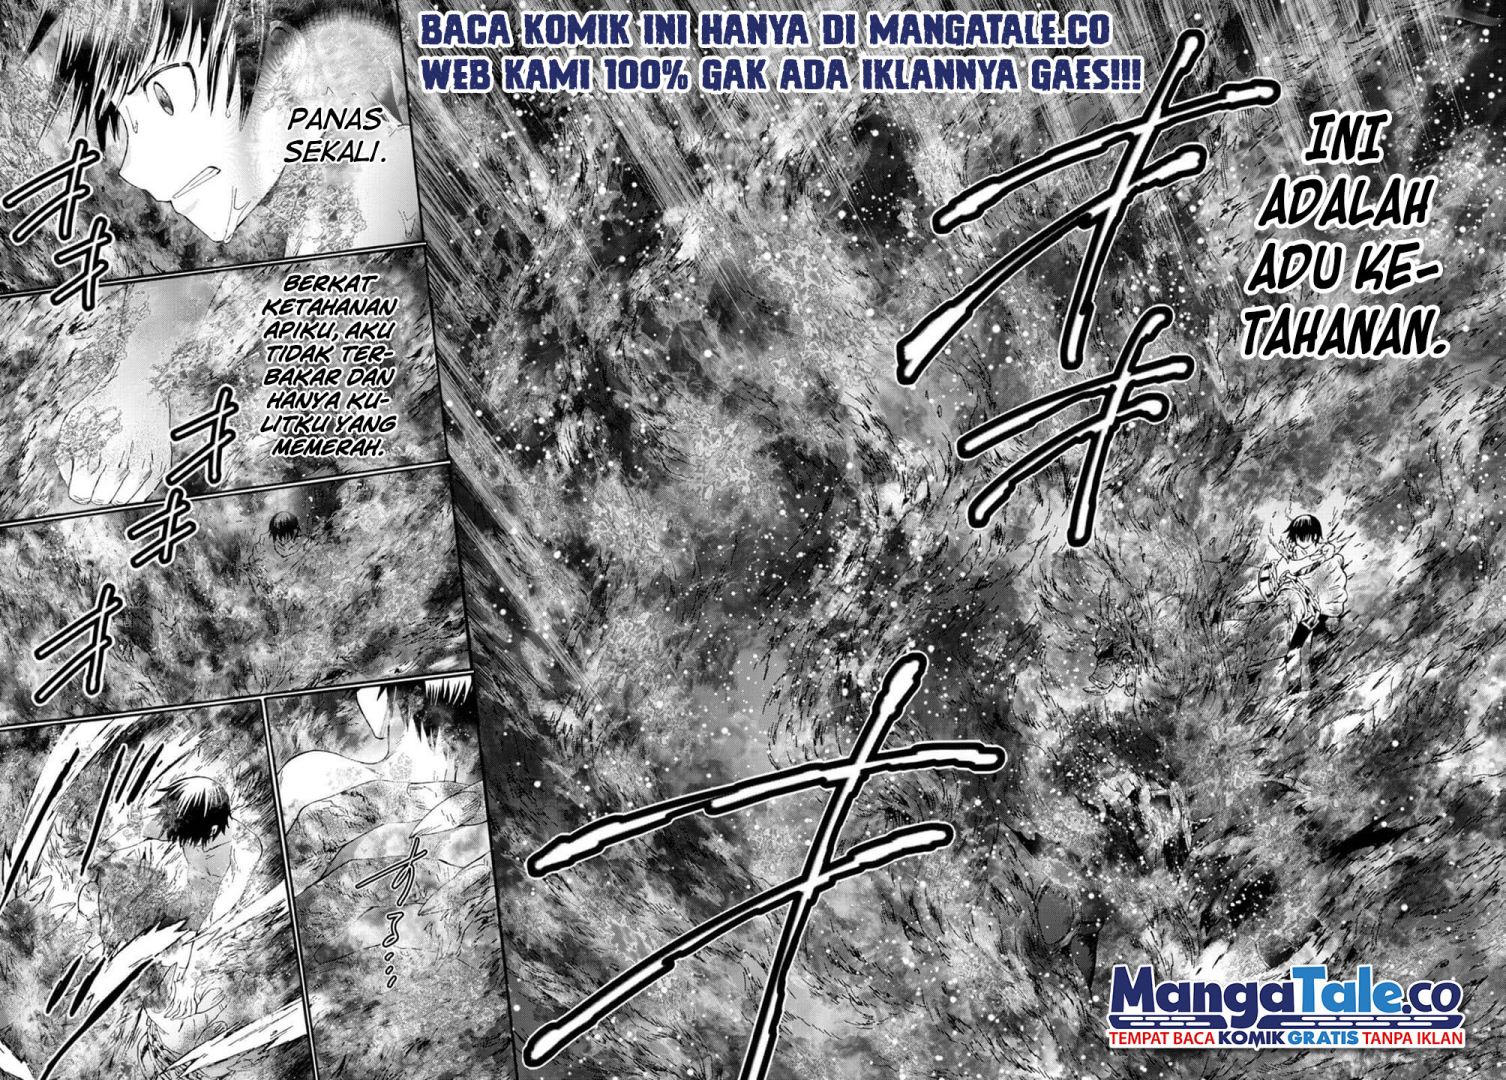 BACA KOMIK INI HANYA DI MANGATALE.CO
WEB KAMI 100% GAK ADA IKLANNYA GAES!!!
INI
ADALAH
ADU KE-
TAHANAN.
オ
オ
オ
PANAS
SEKALI.
オ
オ
BERKAT
KETAHANAN
APIKU, AKU
TIDAK TER-
BAKAR DAN
HANYA KU-
LITKU YANG
MEMERAH.
オ
オ
オ
MangaTale.co
TEMPAT BACA KOMIK GRATIS TANPA IKLAN